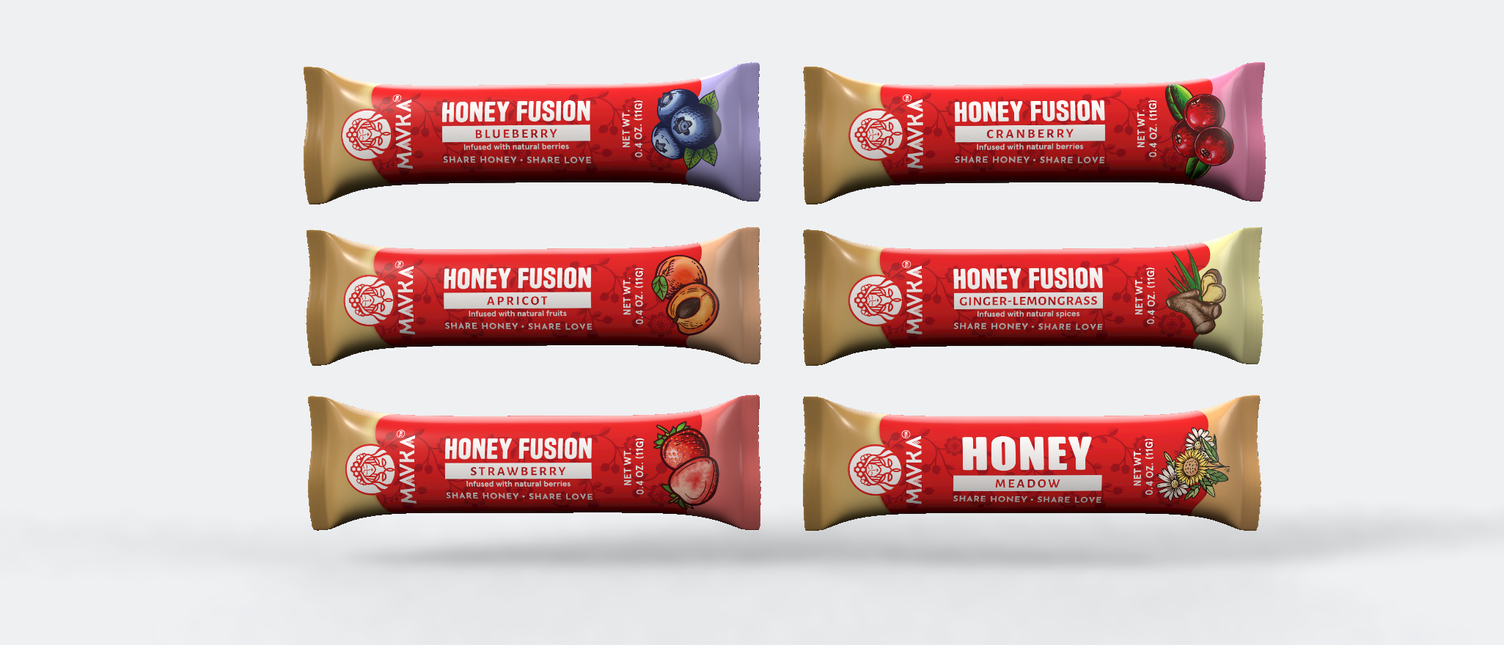 MAVKA
HONEY FUSION
BLUEBERRY
Infused with natural berries
SHARE HONEY • SHARE LOVE
NET WT.
0.4 OZ. (11G)
MAVKA
HONEY FUSION
CRANBERRY
Infused with natural berries
SHARE HONEY • SHARE LOVE
NET WT.
0.4 OZ. (11G)
MAVKA
HONEY FUSION
APRICOT
Infused with natural fruits
SHARE HONEY • SHARE LOVE
NET WT.
0.4 OZ. (11G)
MAVKA
HONEY FUSION
GINGER-LEMONGRASS
Infused with natural spices
SHARE HONEY • SHARE LOVE
NET WT.
0.4 OZ. (11G)
MAVKA
HONEY FUSION
STRAWBERRY
Infused with natural berries
SHARE HONEY • SHARE LOVE
NET WT.
0.4 OZ. (11G)
MAVKA
HONEY
MEADOW
SHARE HONEY • SHARE LOVE
NET WT.
0.4 OZ. (11G)